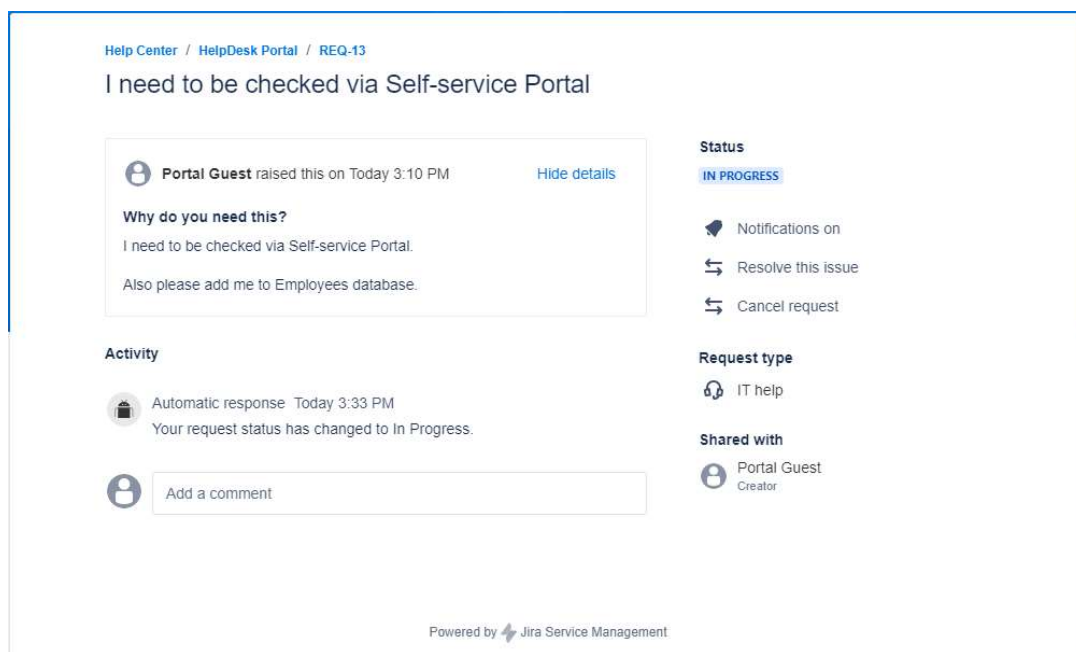 Help Center / HelpDesk Portal / REQ-13
I need to be checked via Self-service Portal
Portal Guest raised this on Today 3:10 PM
Hide details
Why do you need this?
I need to be checked via Self-service Portal.
Also please add me to Employees database.
Activity
Automatic response Today 3:33 PM
Your request status has changed to In Progress.
Add a comment
Status
IN PROGRESS
Notifications on
Resolve this issue
Cancel request
Request type
IT help
Shared with
Portal Guest
Creator
Powered by Jira Service Management